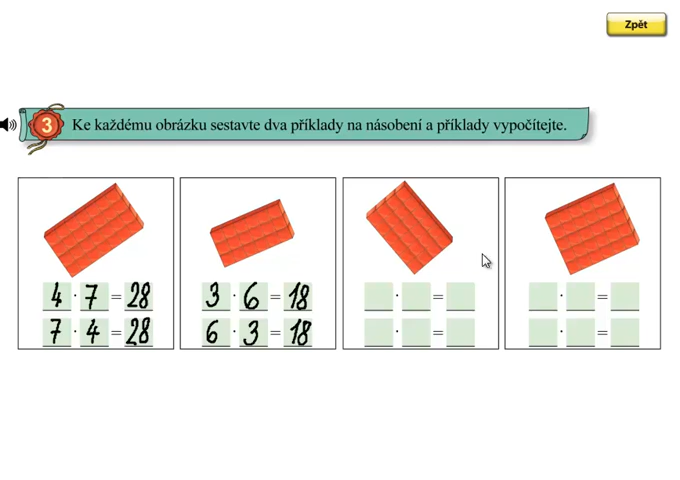 Zpět
3 Ke každému obrázku sestavte dva příklady na násobení a příklady vypočítejte.
4 · 7 = 28
7 · 4 = 28
3 · 6 = 18
6 · 3 = 18
· =
· =
· =
· =